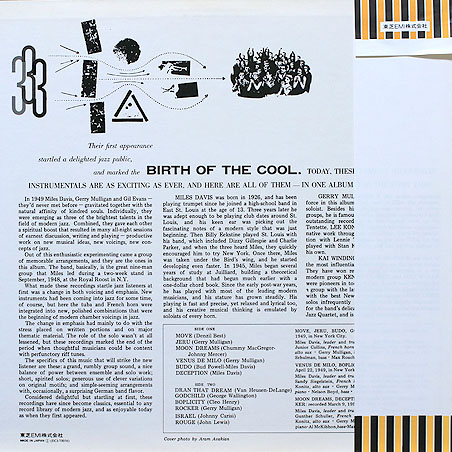 33
東芝EMI株式会社
Their first appearance
startled a delighted jazz public,
and marked the BIRTH OF THE COOL. TODAY, THESE
INSTRUMENTALS ARE AS EXCITING AS EVER, AND HERE ARE ALL OF THEM — IN ONE ALBUM
In 1949 Miles Davis, Gerry Mulligan and Gil Evans —
they'd never met before — gravitated together with the
natural affinity of kindred souls. Individually, they
were emerging as three of the brightest talents in the
field of modern jazz. Combined, they gave each other
a spiritual boost that resulted in many all night sessions
of earnest discussion, writing and playing — productive
work on new musical ideas, new voicings, new con-
cepts of jazz.
Out of this enthusiastic experimenting came a group
of memorable arrangements, and they are the ones in
this album. The band, basically, is the great nine-man
group that Miles led during a two-week stand in
September, 1948, at the Royal Roost in N.Y.
What made these recordings startle jazz listeners at
first was a change in both voicing and emphasis. New
instruments had been coming into jazz for some time,
of course, but here the tuba and French horn were
integrated into new, polished combinations that were
the beginning of modern chamber voicings in jazz.
The change in emphasis had mainly to do with the
stress placed on written portions and on major
thematic material. The role of the solo wasn't really
lessened, but these recordings marked the end of the
period when thoughtful musicians could be content
with perfunctory riff tunes.
The specifics of this music that will strike the new
listener are these: a grand, rumbly group sound, a nice
balance of power between ensemble and solo work;
short, spirited solos; generous use of clever variations
on original motifs; and simple-seeming arrangements
with, occasionally, a surprising German band quality.
Considered delightful but startling at first, these
recordings have since become classics, essential to any
record library of modern jazz, and as enjoyable today
as when they first appeared.
MILES DAVIS was born in 1926, and has been
playing trumpet since he joined a high-school band in
East St. Louis at the age of 13. Three years later he
was adept enough to be playing club dates around St.
Louis, and his keen ear was picking out the
fascinating notes of a modern style that was just
beginning. Then Billy Eckstine played St. Louis with
his band, which included Dizzy Gillespie and Charlie
Parker, and when the three heard Miles, they quickly
encouraged him to try New York. Once there, Miles
was taken under the Bird's wing, and he started
developing even faster. In 1945, Miles began several
years of study at Juilliard, building a theoretical
background that had begun much earlier with
one-dollar chord book. Since the early post-war years,
he has played with most of the leading modern
musicians, and his stature has grown steadily. His
playing is fast and precise, yet relaxed and lyrical too,
and his creative musical thinking is emulated by
soloists of every horn.
SIDE ONE
MOVE (Denzil Best)
JERU (Gerry Mulligan)
MOON DREAMS (Chummy MacGregor-
Johnny Mercer)
VENUS DE MILO (Gerry Mulligan)
BUDO (Bud Powell-Miles Davis)
DECEPTION (Miles Davis)
SIDE TWO
DRAN THAT DREAM (Van Heusen-DeLange)
GODCHILD (George Wallington)
BOPLICITY (Cleo Henry)
ROCKER (Gerry Mulligan)
ISRAEL (Johnny Carisi)
ROUGE (John Lewis)
Cover photo by Aram Avakian
GERRY MUL
force in this album
soloist. Besides
groups, he is famous
outstanding record
Tentette. LEE KON
native work throug
tion with Lennie
played with Stan K
his own.
KAI WINDING
the most influential
They have won
modern group
were pioneers in to
n group with the la
with the best New
solos infrequently
for the band's delic
Jazz Quartet, and is
MOVE, JERU, BUDO, G
1949, in New York City.
Miles Davis, leader and tr
Junior Collins, French horn
alto sax • Gerry Mulligan,
Schulman, bass • Max Roach
VENUS DE MILO, BOPLIC
April 22, 1949, in New York
Miles Davis, leader and tru
Sandy Siegelstein, French
Konitz, alto sax • Gerry M
piano • Nelson Boyd, bass
MOON DREAMS, DECEPT
KER: recorded March 9, 195
Miles Davis, leader and tru
Gunther Schuller, French
Konitz, alto sax • Gerry M
piano • Al McKibbon, bass • Max
東芝EMI株式会社
MADE IN JAPAN
東芝EMI株式会社